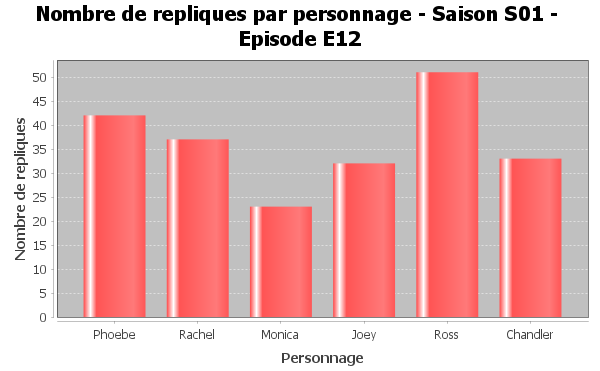 Nombre de repliques par personnage - Saison S01 -
Episode E12
Nombre de repliques
50
45
40
35
30
25
20
15
10
5
0
Phoebe Rachel Monica Joey Ross Chandler
Personnage